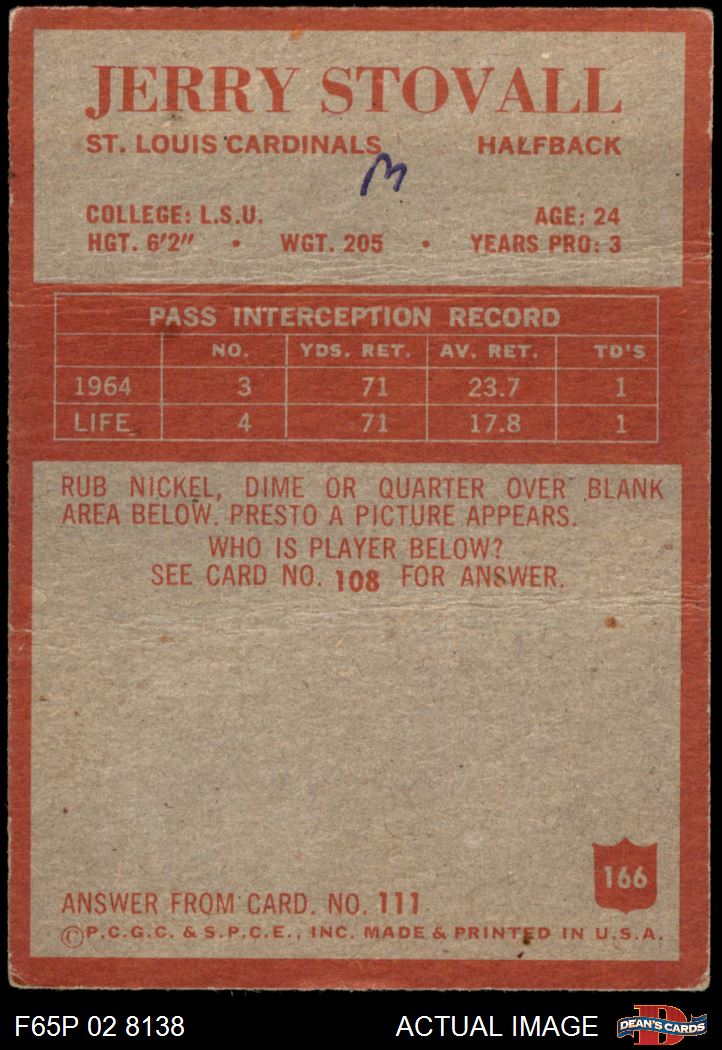 JERRY STOVALL
ST. LOUIS CARDINALS HALFBACK
COLLEGE: L.S.U. AGE: 24
HGT. 6'2" • WGT. 205 • YEARS PRO: 3
PASS INTERCEPTION RECORD
NO. YDS. RET. AV. RET. TD'S
1964 3 71 23.7 1
LIFE 4 71 17.8 1
RUB NICKEL, DIME OR QUARTER OVER BLANK
AREA BELOW. PRESTO A PICTURE APPEARS.
WHO IS PLAYER BELOW?
SEE CARD NO. 108 FOR ANSWER.
166
ANSWER FROM CARD. NO. 111
©P.C.G.C. & S.P.C.E., INC. MADE & PRINTED IN U.S.A.
F65P 02 8138 ACTUAL IMAGE D DEAN'S CARDS